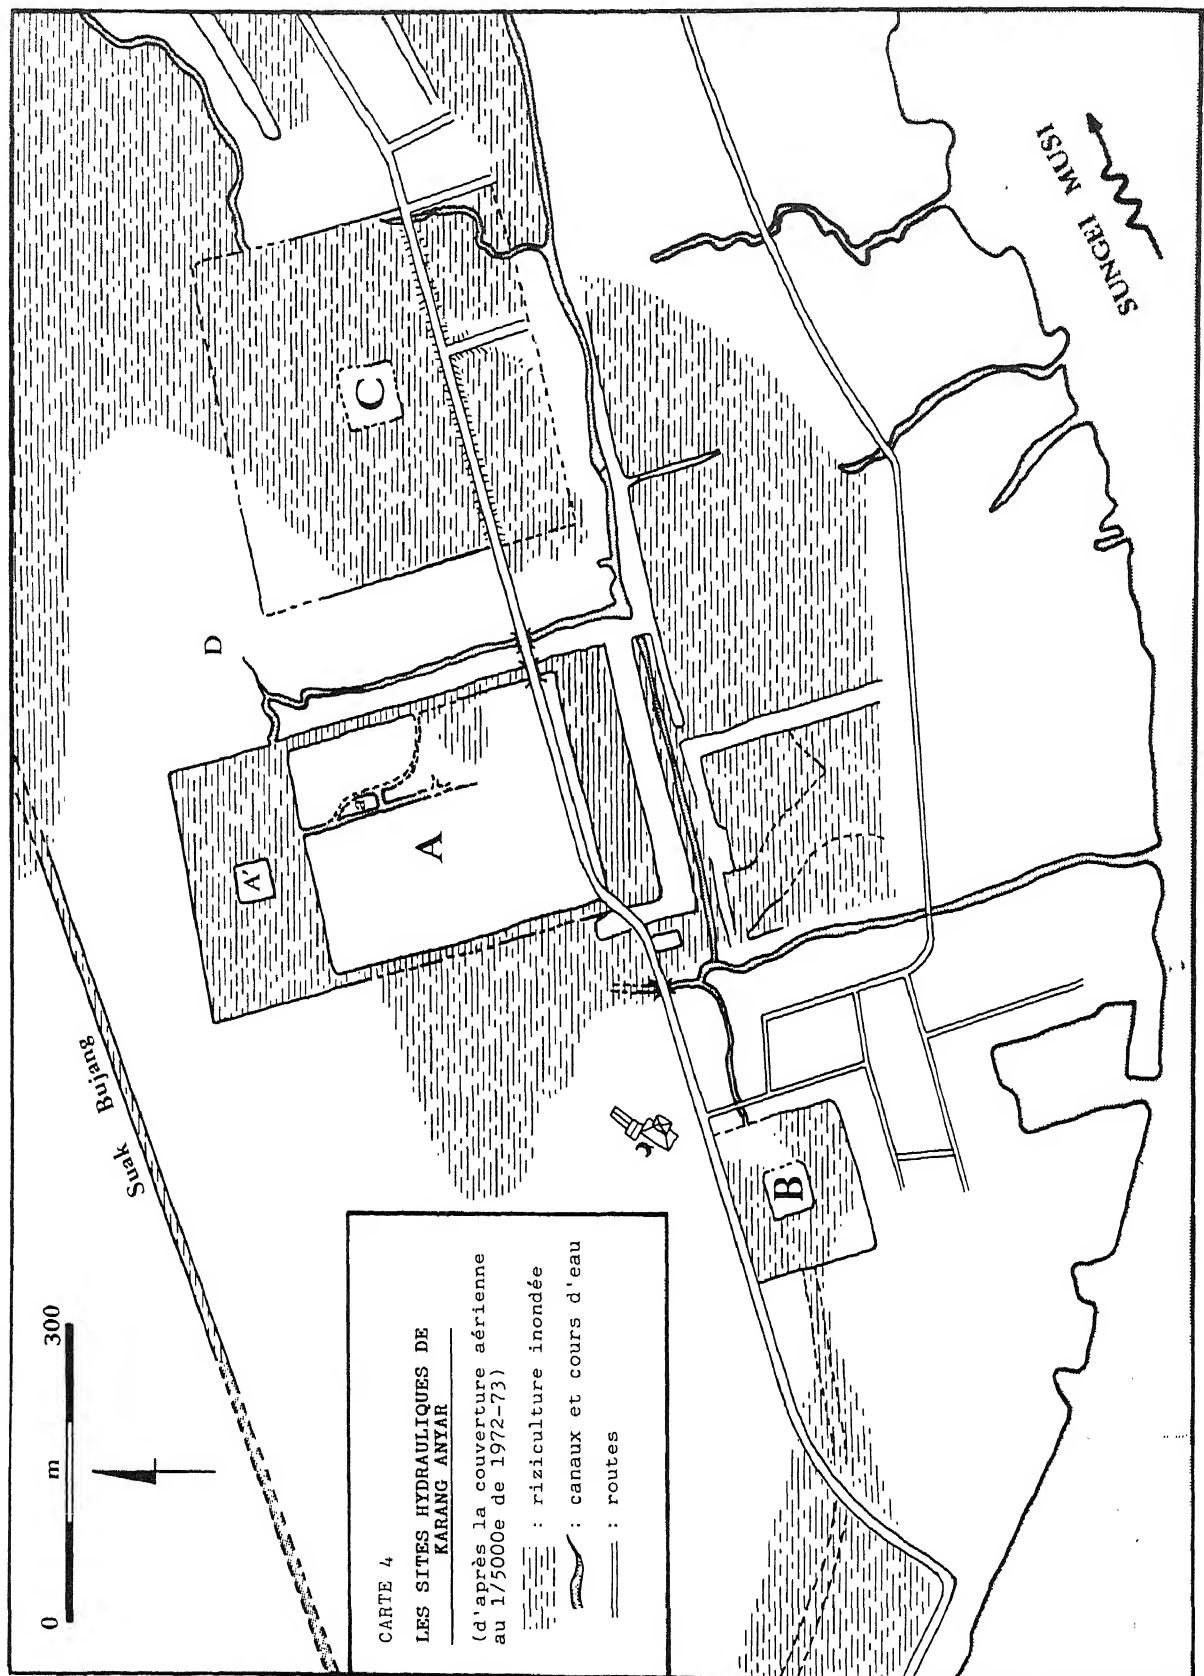 CARTE 4
LES SITES HYDRAULIQUES DE
KARANG ANYAR
(d'après la couverture aérienne
au 1/5000e de 1972-73)
: riziculture inondée
: canaux et cours d'eau
: routes
0 m 300
Suak Bujang
A'
A
a
B
C
D
SUNGEI MUSI